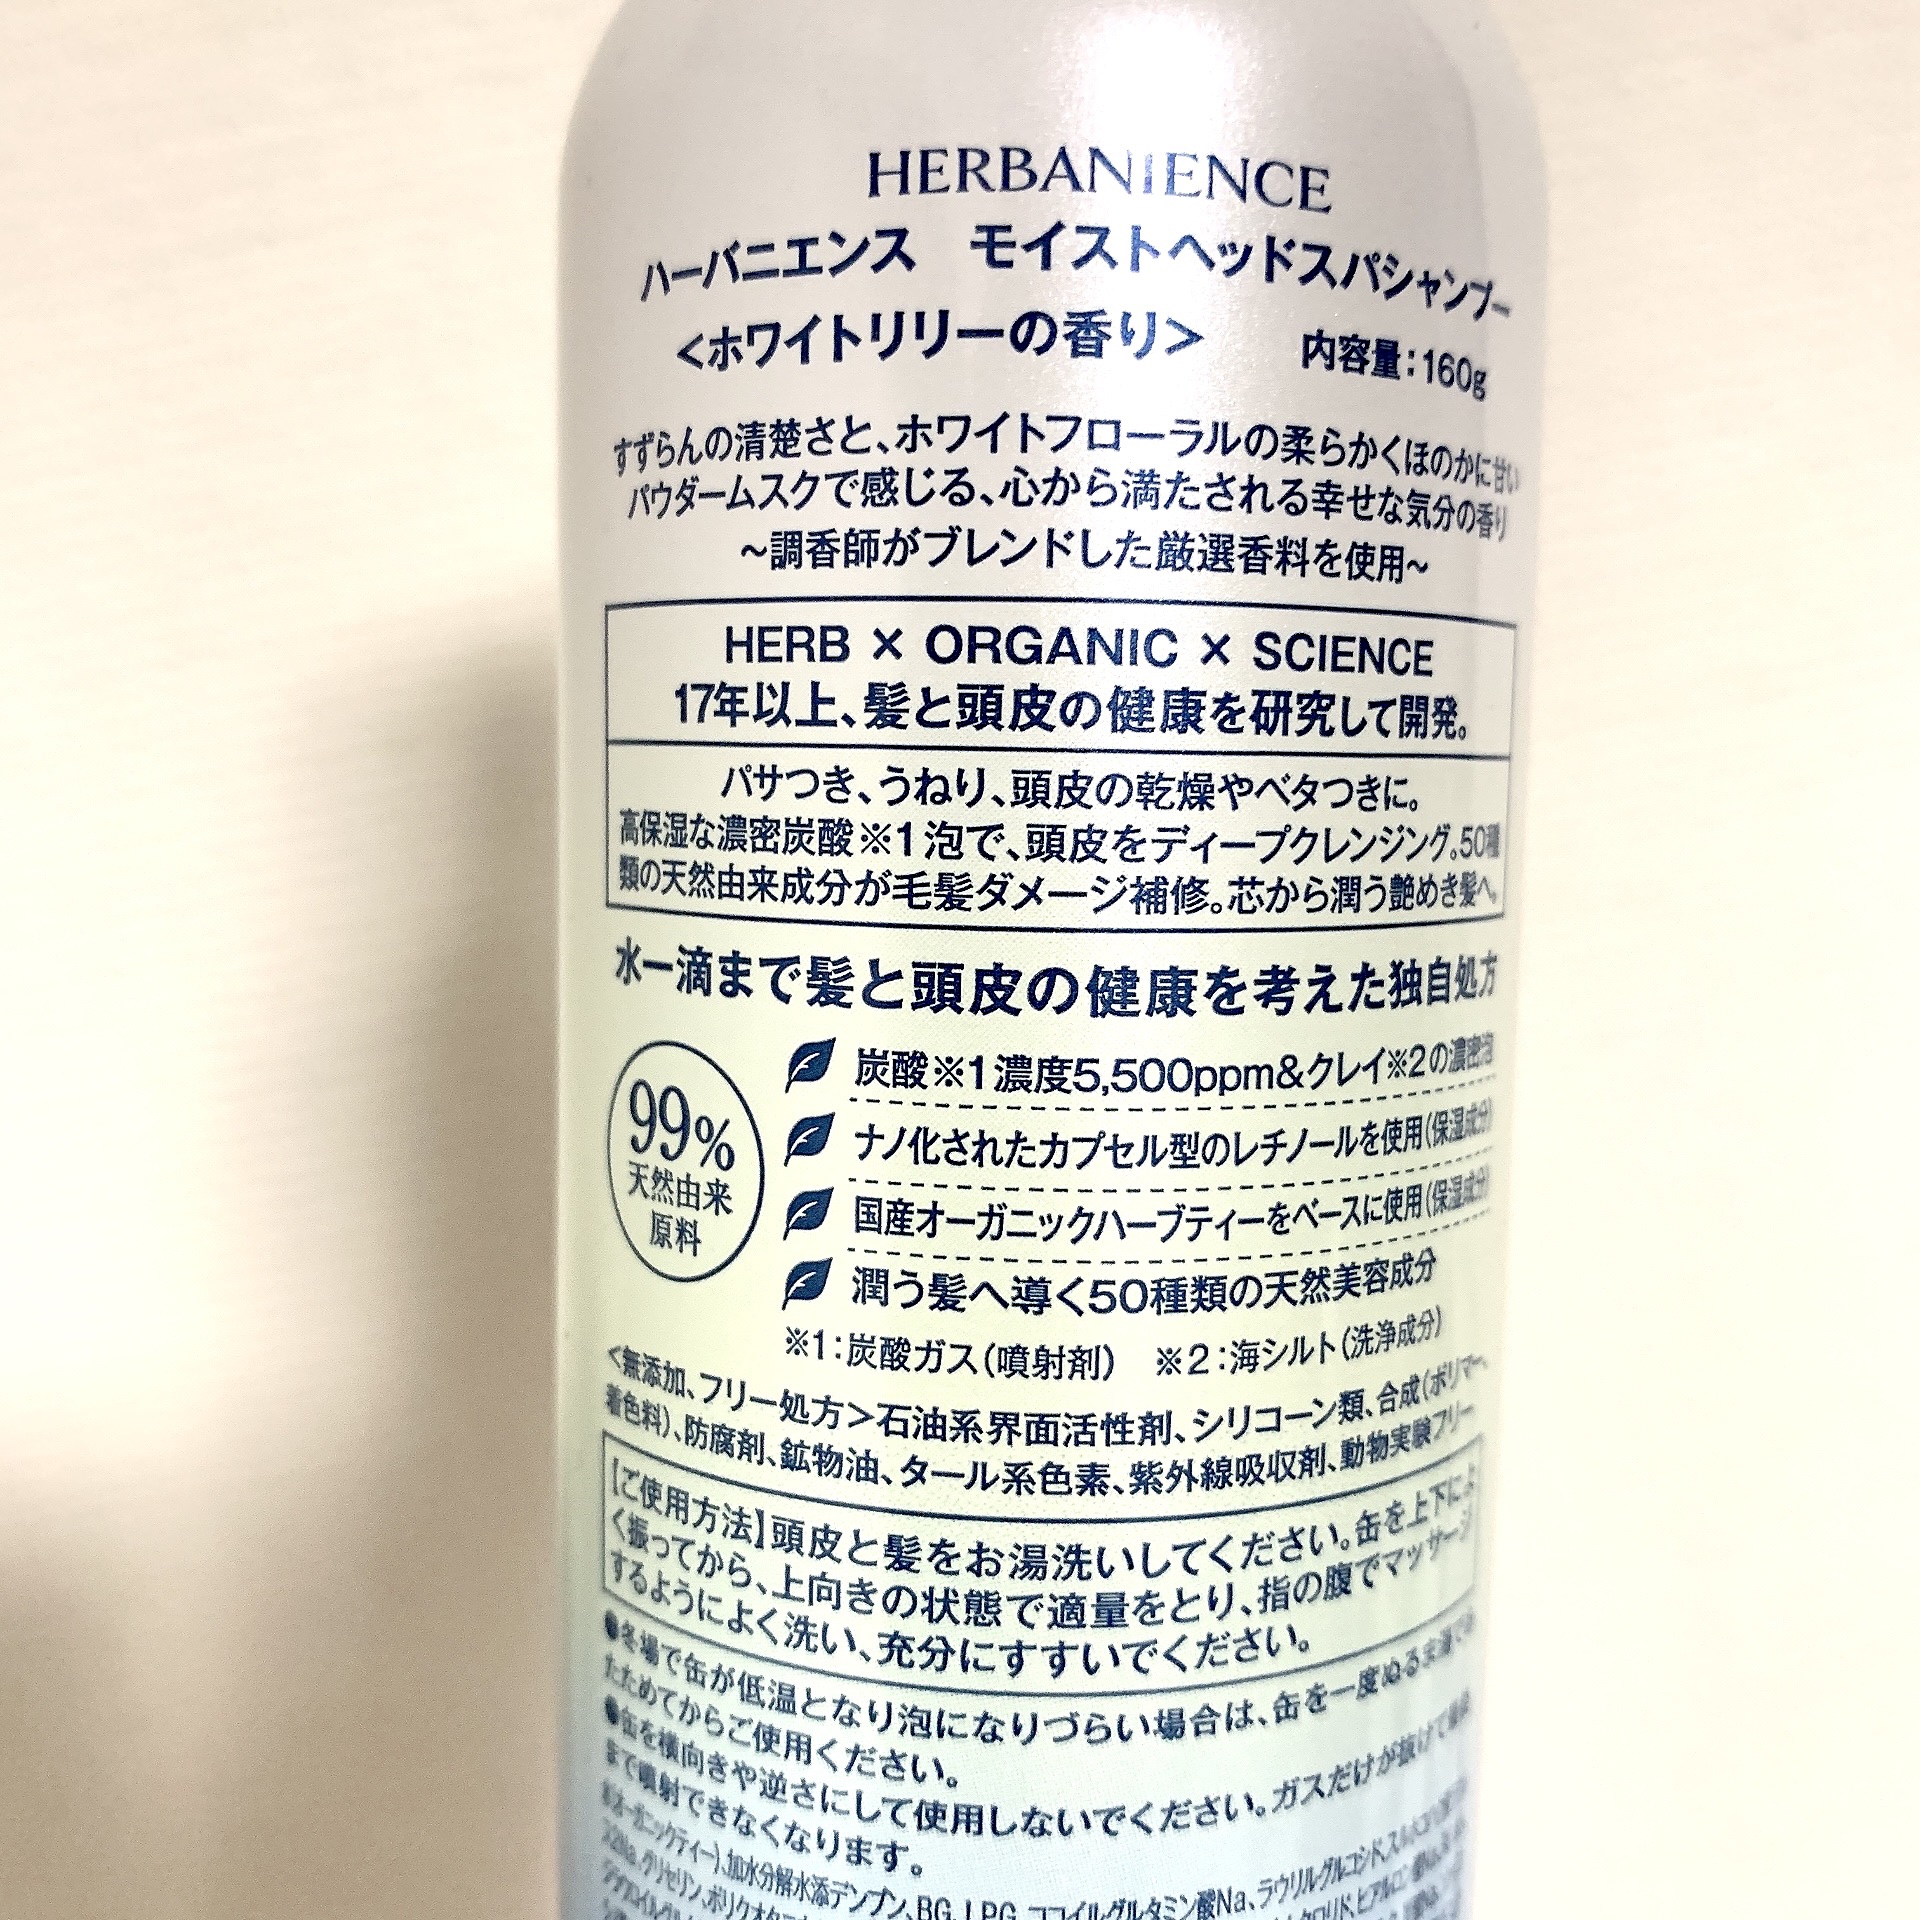 HERBANIENCE
ハーバニエンス モイストヘッドスパシャンプー
<ホワイトリリーの香り> 内容量:160g
すずらんの清楚さと、ホワイトフローラルの柔らかくほのかに甘い
パウダームスクで感じる、心から満たされる幸せな気分の香り
~調香師がブレンドした厳選香料を使用~
HERB × ORGANIC × SCIENCE
17年以上、髪と頭皮の健康を研究して開発。
パサつき、うねり、頭皮の乾燥やベタつきに。
高保湿な濃密炭酸※1泡で、頭皮をディープクレンジング。50種
類の天然由来成分が毛髪ダメージ補修。芯から潤う艶めき髪へ。
水一滴まで髪と頭皮の健康を考えた独自処方
99%
天然由来
原料
炭酸※1濃度5,500ppm&クレイ※2の濃密泡
ナノ化されたカプセル型のレチノールを使用(保湿成分)
国産オーガニックハーブティーをベースに使用(保湿成分)
潤う髪へ導く50種類の天然美容成分
※1:炭酸ガス(噴射剤) ※2:海シルト(洗浄成分)
<無添加、フリー処方>石油系界面活性剤、シリコーン類、合成(ポリマー、
着色料)、防腐剤、鉱物油、タール系色素、紫外線吸収剤、動物実験フリー
【ご使用方法】頭皮と髪をお湯洗いしてください。缶を上下によ
く振ってから、上向きの状態で適量をとり、指の腹でマッサージ
するようによく洗い、充分にすすいでください。
●冬場で缶が低温となり泡になりづらい場合は、缶を一度ぬるま湯であ
たためてからご使用ください。
●缶を横向きや逆さにして使用しないでください。ガスだけが抜けて最後
まで噴射できなくなります。
オーガニックティー)、加水分解水添デンプン、BG、LPG、ココイルグルタミン酸Na、ラウリルグルコシド、
2Na、グリセリン、ポリクオタ